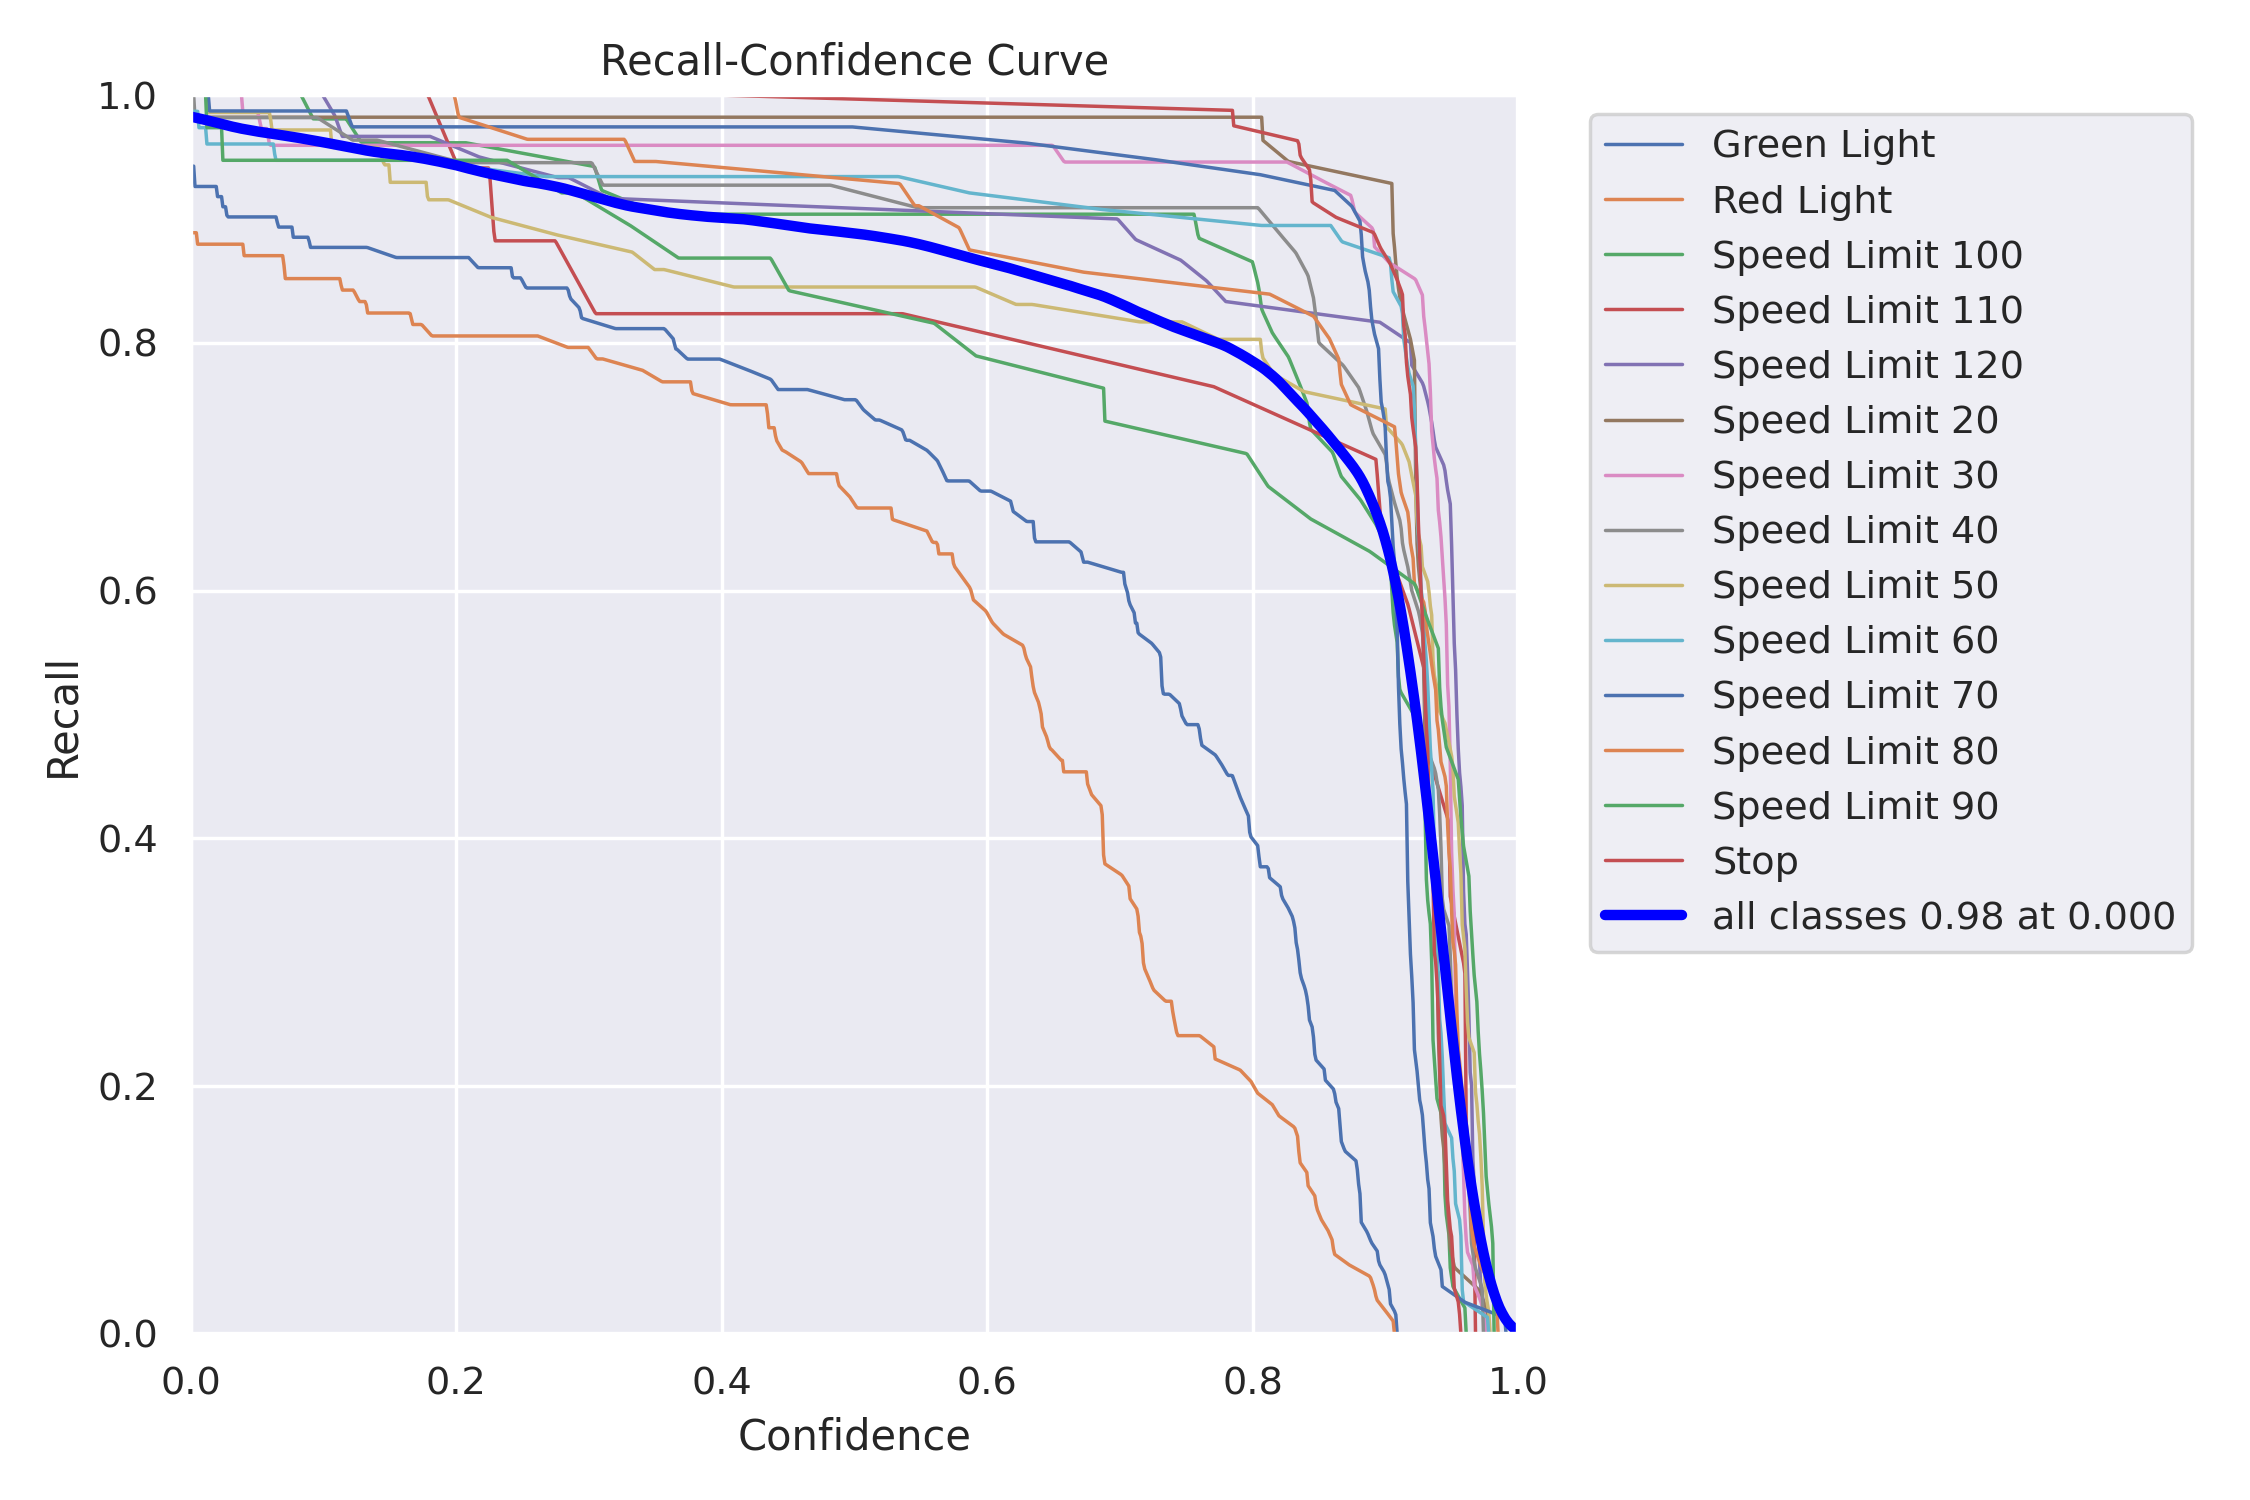 Recall-Confidence Curve
1.0
0.8
0.6
0.4
0.2
0.0
Recall
0.0 0.2 0.4 0.6 0.8 1.0
Confidence
Green Light
Red Light
Speed Limit 100
Speed Limit 110
Speed Limit 120
Speed Limit 20
Speed Limit 30
Speed Limit 40
Speed Limit 50
Speed Limit 60
Speed Limit 70
Speed Limit 80
Speed Limit 90
Stop
all classes 0.98 at 0.000